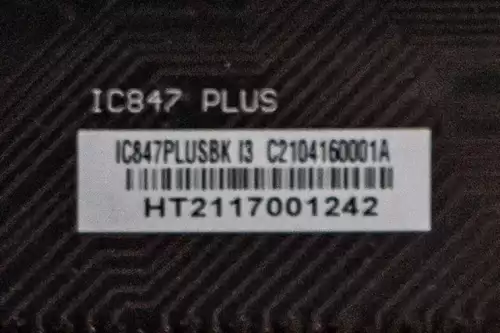 IC847 PLUS
IC847PLUSBK I3 C2104160001A
HT2117001242